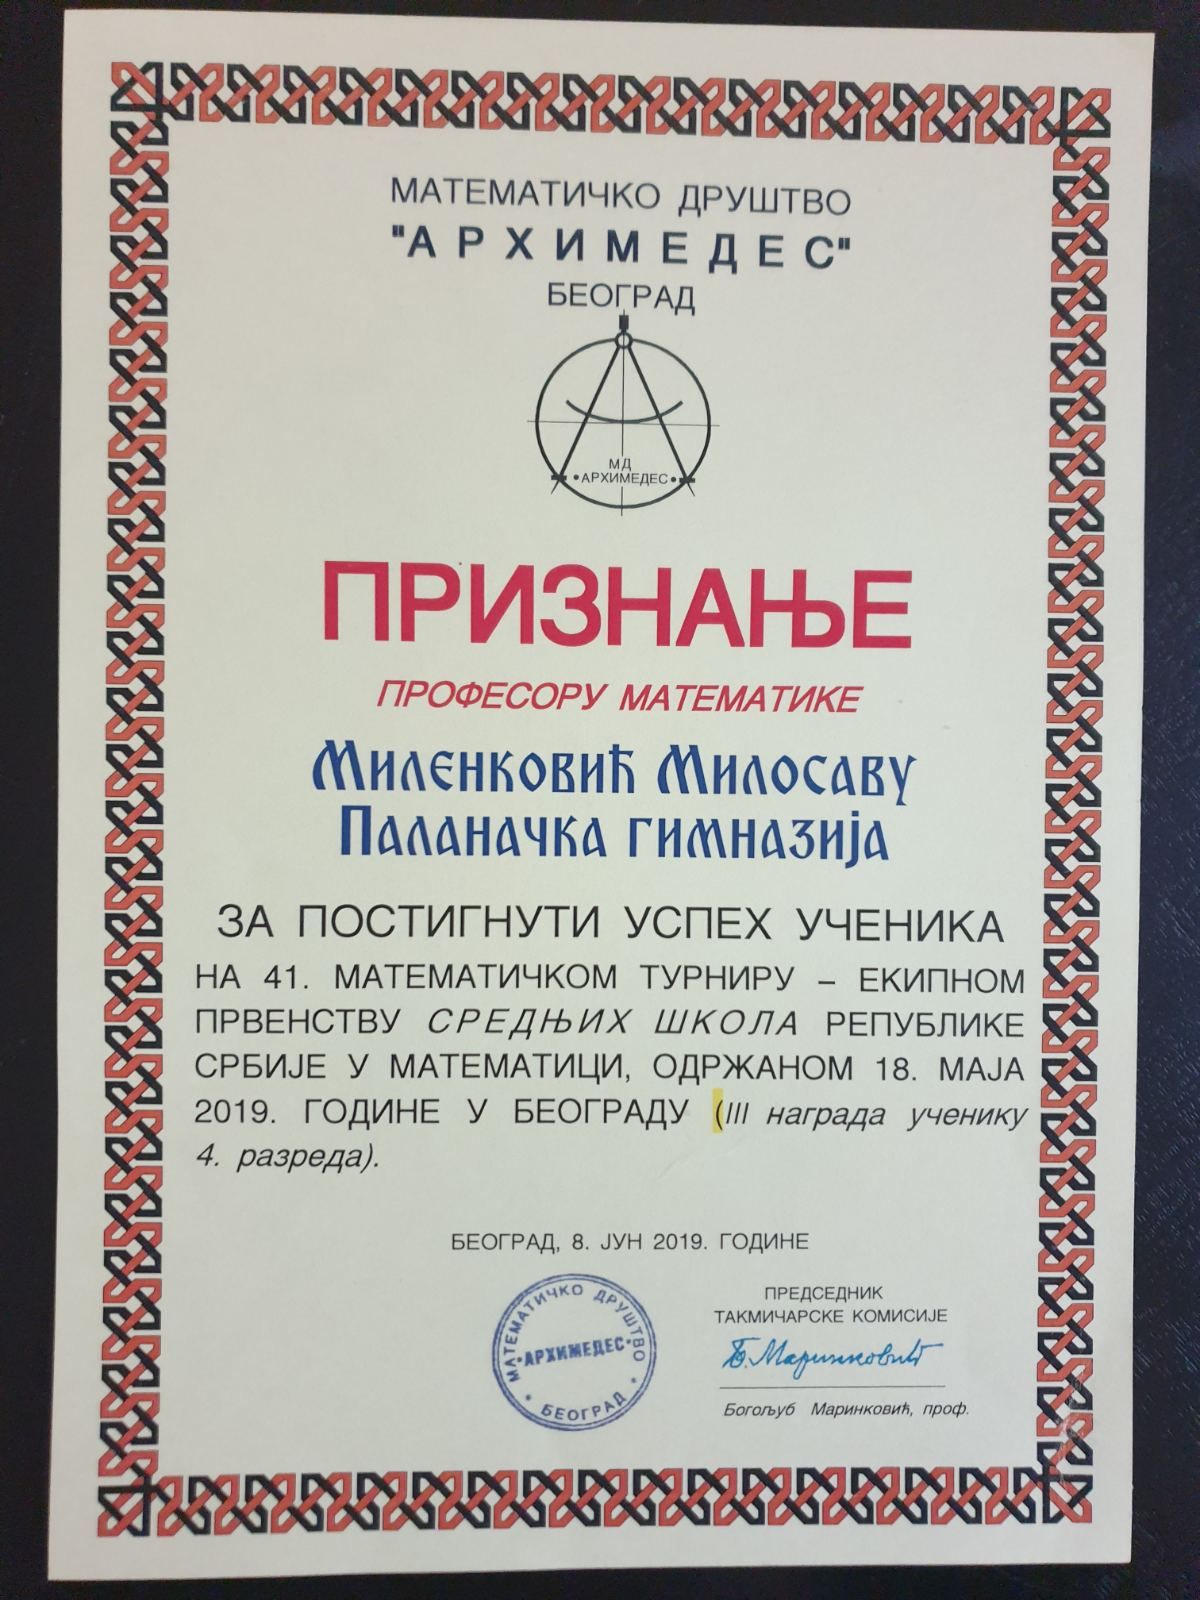 МАТЕМАТИЧКО ДРУШТВО
"АРХИМЕДЕС"
БЕОГРАД
МД
•АРХИМЕДЕС•
ПРИЗНАЊЕ
ПРОФЕСОРУ МАТЕМАТИКЕ
Миленковић Милосаву
Паланачка гимназија
ЗА ПОСТИГНУТИ УСПЕХ УЧЕНИКА
НА 41. МАТЕМАТИЧКОМ ТУРНИРУ – ЕКИПНОМ
ПРВЕНСТВУ СРЕДЊИХ ШКОЛА РЕПУБЛИКЕ
СРБИЈЕ У МАТЕМАТИЦИ, ОДРЖАНОМ 18. МАЈА
2019. ГОДИНЕ У БЕОГРАДУ (III награда ученику
4. разреда).
БЕОГРАД, 8. ЈУН 2019. ГОДИНЕ
МАТЕМАТИЧКО ДРУШТВО
•АРХИМЕДЕС•
• БЕОГРАД •
ПРЕДСЕДНИК
ТАКМИЧАРСКЕ КОМИСИЈЕ
Б. Маринковић
Богољуб Маринковић, проф.